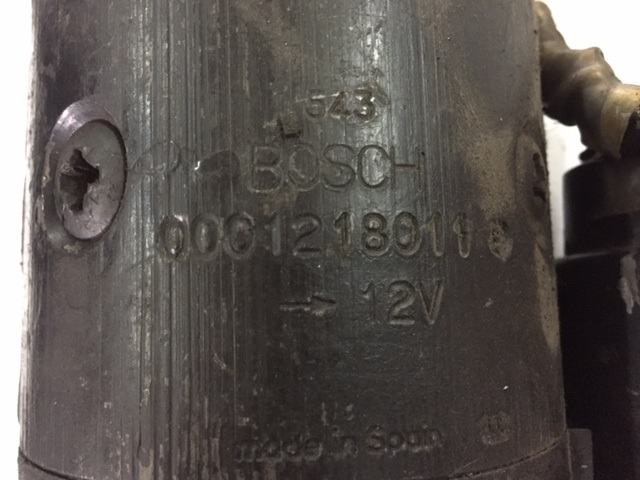 543
BOSCH
0001218011
→ 12V
made in Spain